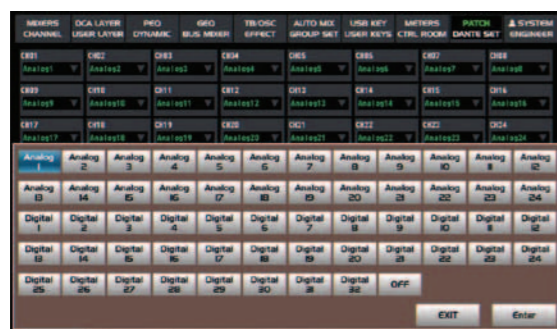 MIXERS DCA LAYER PEQ GEQ TB/OSC AUTO MIX USB KEY METERS PATCH SYSTEM
CHANNEL USER LAYER DYNAMIC BUS MIXER EFFECT GROUP SET USER KEYS CTRL ROOM DANTE SET ENGINEER
CH01 CH02 CH03 CH04 CH05 CH06 CH07 CH08
Analog1 Analog2 Analog3 Analog4 Analog5 Analog6 Analog7 Analog8
CH09 CH10 CH11 CH12 CH13 CH14 CH15 CH16
Analog9 Analog10 Analog11 Analog12 Analog13 Analog14 Analog15 Analog16
CH17 CH18 CH19 CH20 CH21 CH22 CH23 CH24
Analog17 Analog18 Analog19 Analog20 Analog21 Analog22 Analog23 Analog24
Analog Analog Analog Analog Analog Analog Analog Analog Analog Analog Analog Analog
1 2 3 4 5 6 7 8 9 10 11 12
Analog Analog Analog Analog Analog Analog Analog Analog Analog Analog Analog Analog
13 14 15 16 17 18 19 20 21 22 23 24
Digital Digital Digital Digital Digital Digital Digital Digital Digital Digital Digital Digital
1 2 3 4 5 6 7 8 9 10 11 12
Digital Digital Digital Digital Digital Digital Digital Digital Digital Digital Digital Digital
13 14 15 16 17 18 19 20 21 22 23 24
Digital Digital Digital Digital Digital Digital Digital Digital OFF
25 26 27 28 29 30 31 32
EXIT Enter